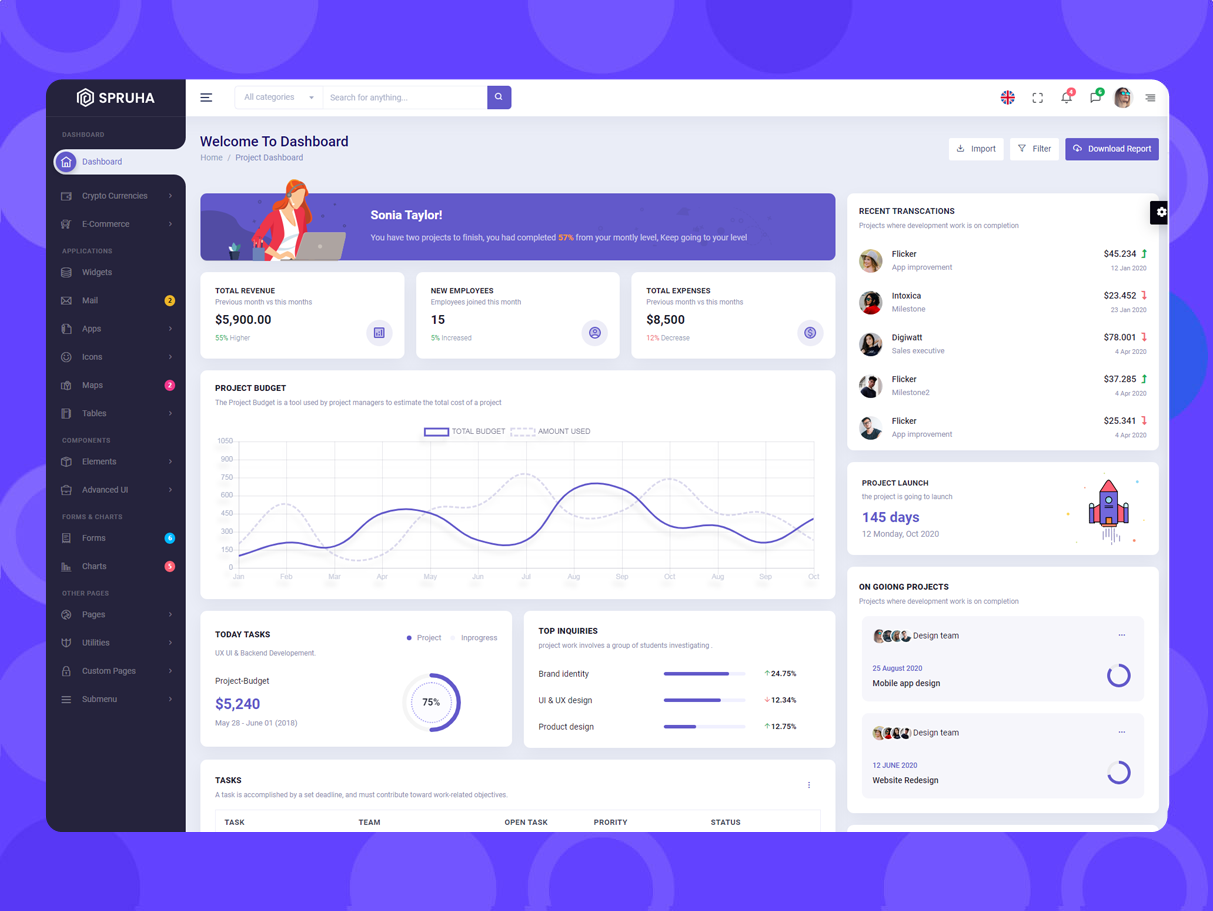 SPRUHA
DASHBOARD
Dashboard
Crypto Currencies
E-Commerce
APPLICATIONS
Widgets
Mail 2
Apps
Icons
Maps 2
Tables
COMPONENTS
Elements
Advanced UI
FORMS & CHARTS
Forms 6
Charts 5
OTHER PAGES
Pages
Utilities
Custom Pages
Submenu
All categories Search for anything...
4 6
Welcome To Dashboard
Home / Project Dashboard
Import Filter Download Report
Sonia Taylor!
You have two projects to finish, you had completed 57% from your montly level, Keep going to your level
TOTAL REVENUE
Previous month vs this months
$5,900.00
55% Higher
NEW EMPLOYEES
Employees joined this month
15
5% Increased
TOTAL EXPENSES
Previous month vs this months
$8,500
12% Decrease
PROJECT BUDGET
The Project Budget is a tool used by project managers to estimate the total cost of a project
TOTAL BUDGET AMOUNT USED
1050
900
750
600
450
300
150
0
Jan Feb Mar Apr May Jun Jul Aug Sep Oct Aug Sep Oct
TODAY TASKS
Project Inprogress
UX UI & Backend Developement.
Project-Budget
$5,240
May 28 - June 01 (2018)
75%
TOP INQUIRIES
project work involves a group of students investigating .
Brand identity 24.75%
UI & UX design 12.34%
Product design 12.75%
TASKS
A task is accomplished by a set deadline, and must contribute toward work-related objectives.
TASK TEAM OPEN TASK PRORITY STATUS
RECENT TRANSCATIONS
Projects where development work is on completion
Flicker $45.234
App improvement 12 Jan 2020
Intoxica $23.452
Milestone 23 Jan 2020
Digiwatt $78.001
Sales executive 4 Apr 2020
Flicker $37.285
Milestone2 4 Apr 2020
Flicker $25.341
App improvement 4 Apr 2020
PROJECT LAUNCH
the project is going to launch
145 days
12 Monday, Oct 2020
ON GOIONG PROJECTS
Projects where development work is on completion
Design team
25 August 2020
Mobile app design
Design team
12 JUNE 2020
Website Redesign